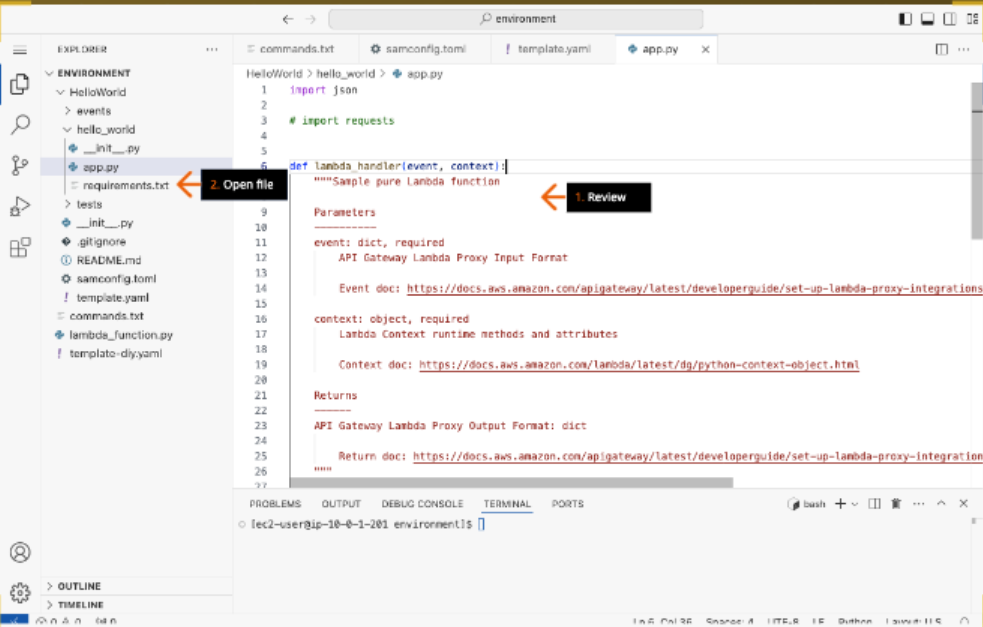 environment
EXPLORER
···
commands.txt
samconfig.toml
! template.yaml
app.py
HelloWorld > hello_world > app.py
ENVIRONMENT
HelloWorld
events
hello_world
__init__.py
app.py
requirements.txt
tests
__init__.py
.gitignore
README.md
samconfig.toml
! template.yaml
commands.txt
lambda_function.py
! template-diy.yaml
2. Open file
1. Review
1 import json
2
3 # import requests
4
5
6 def lambda_handler(event, context):
"""Sample pure Lambda function
9 Parameters
10 ----------
11 event: dict, required
12 API Gateway Lambda Proxy Input Format
13
14 Event doc: https://docs.aws.amazon.com/apigateway/latest/developerguide/set-up-lambda-proxy-integrations
15
16 context: object, required
17 Lambda Context runtime methods and attributes
18
19 Context doc: https://docs.aws.amazon.com/lambda/latest/dg/python-context-object.html
20
21 Returns
22 ------
23 API Gateway Lambda Proxy Output Format: dict
24
25 Return doc: https://docs.aws.amazon.com/apigateway/latest/developerguide/set-up-lambda-proxy-integration
26 """
27
PROBLEMS OUTPUT DEBUG CONSOLE TERMINAL PORTS
bash
[ec2-user@ip-10-0-1-201 environment]$
OUTLINE
TIMELINE
Ln 6, Col 36 Spaces: 4 UTF-8 LF Python Layout: U.S.